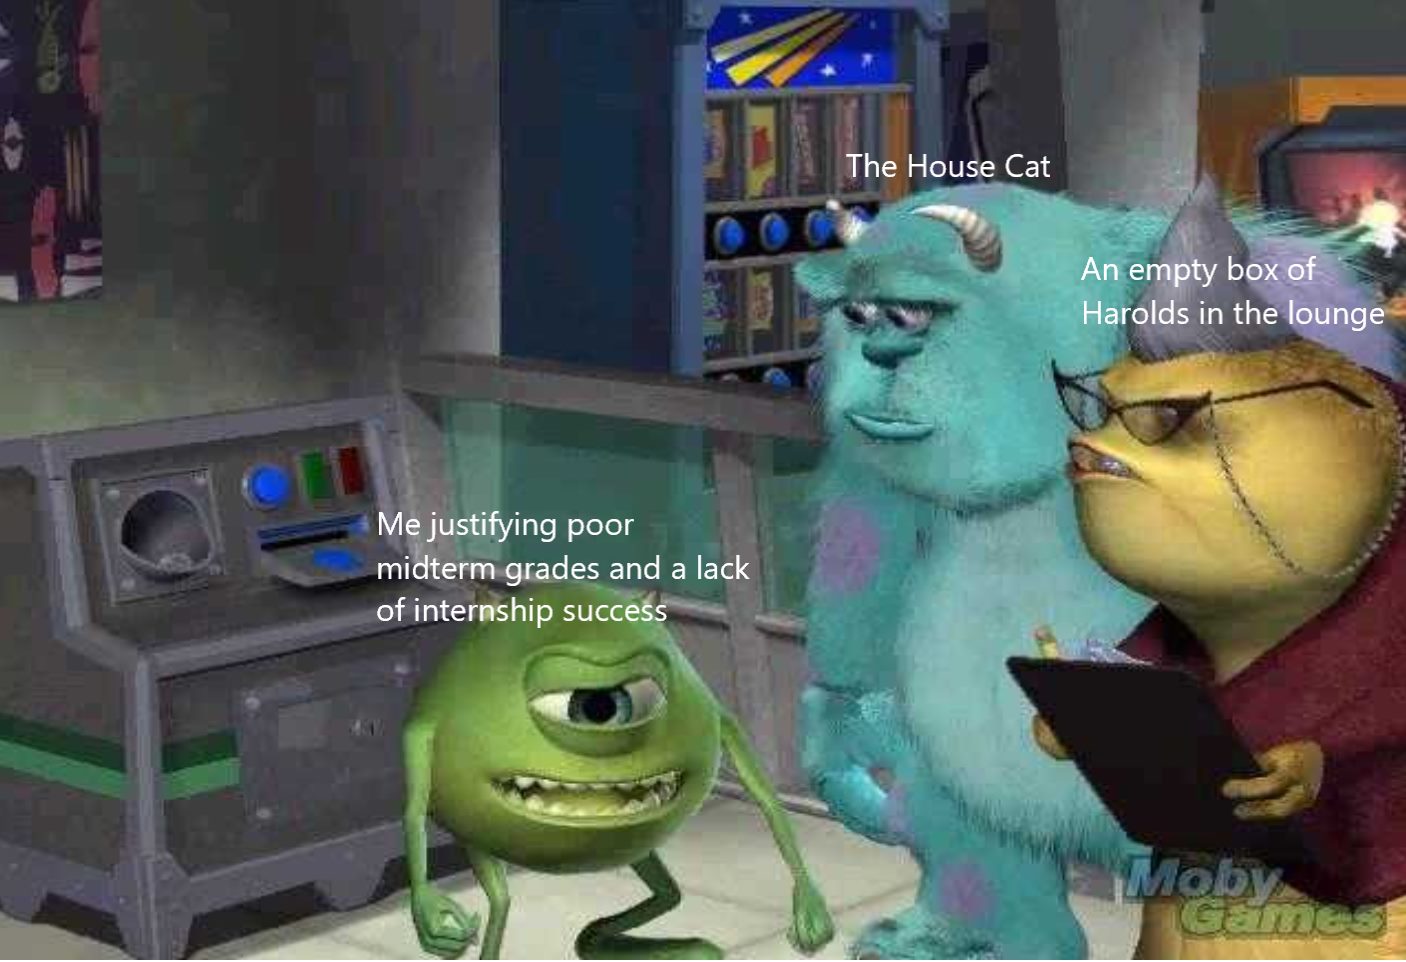 The House Cat
An empty box of
Harolds in the lounge
Me justifying poor
midterm grades and a lack
of internship success
Moby
Games